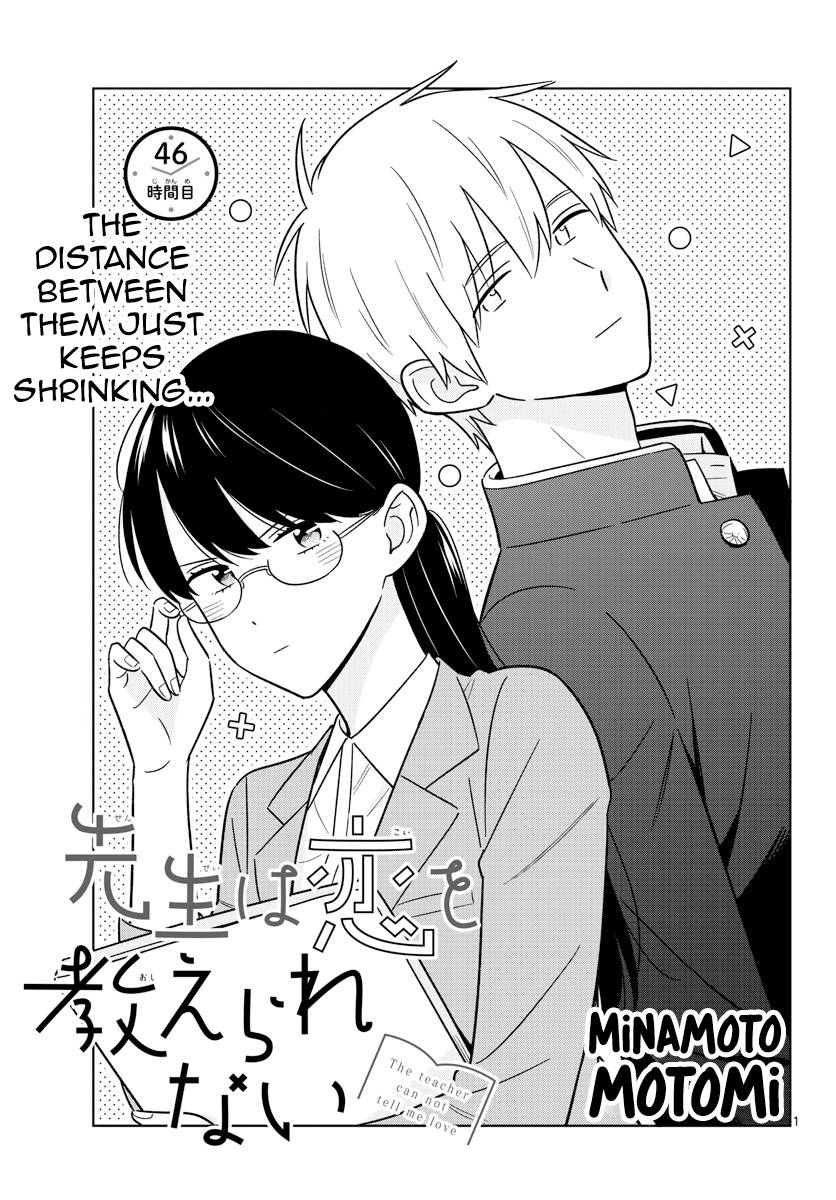 46
じかんめ
時間目
THE
DISTANCE
BETWEEN
THEM JUST
KEEPS
SHRINKING...
せん せい こい
先生は恋を
おし
教えられ
ない
The teacher
can not
tell me love
MINAMOTO
MOTOMI
1